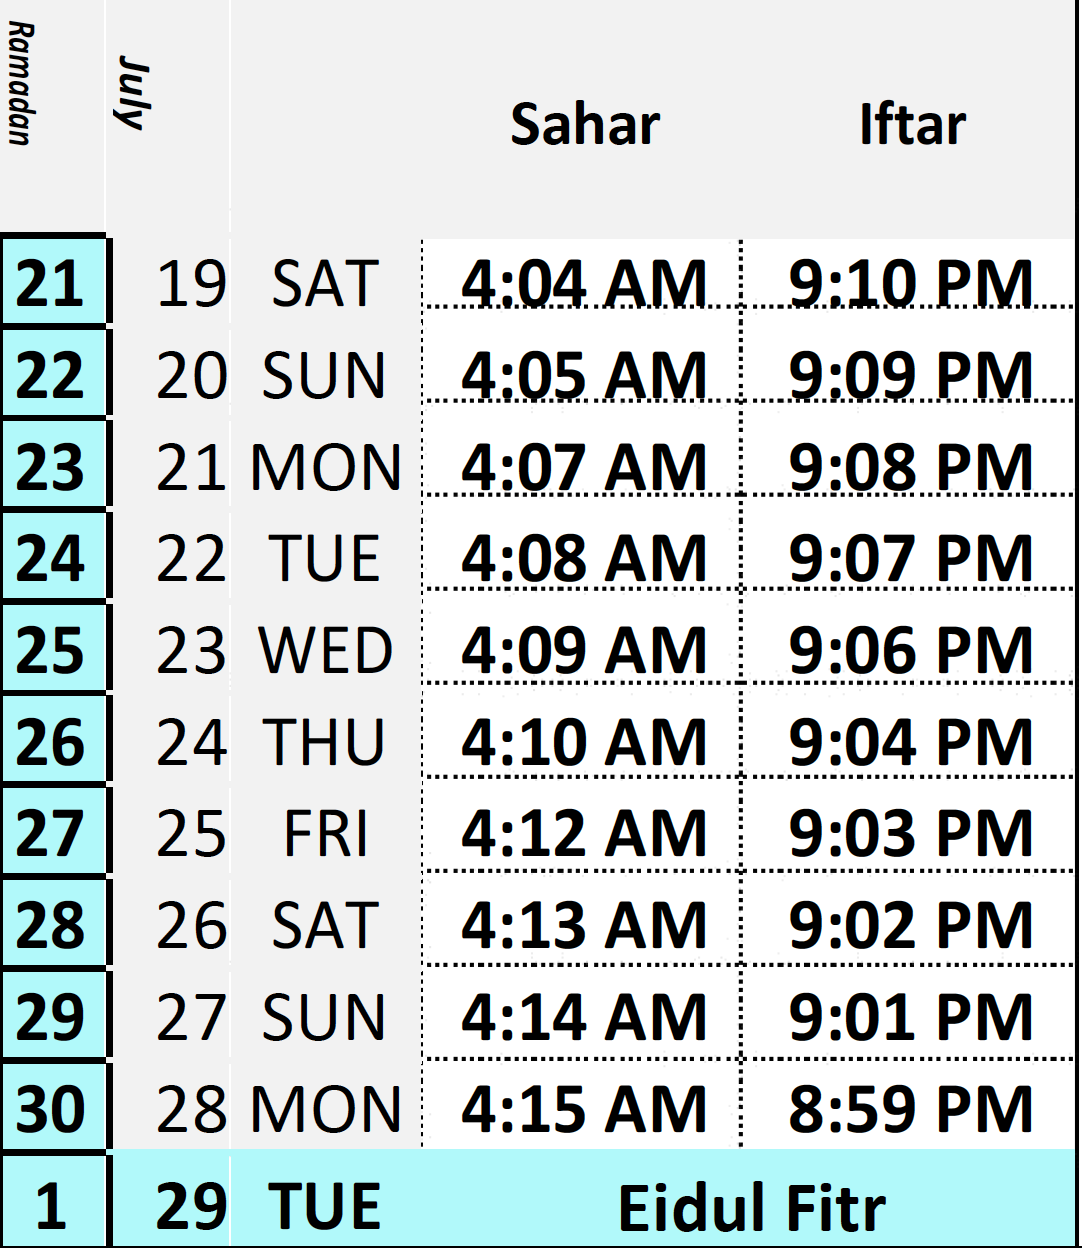 Ramadan July Sahar Iftar
21 19 SAT 4:04 AM 9:10 PM
22 20 SUN 4:05 AM 9:09 PM
23 21 MON 4:07 AM 9:08 PM
24 22 TUE 4:08 AM 9:07 PM
25 23 WED 4:09 AM 9:06 PM
26 24 THU 4:10 AM 9:04 PM
27 25 FRI 4:12 AM 9:03 PM
28 26 SAT 4:13 AM 9:02 PM
29 27 SUN 4:14 AM 9:01 PM
30 28 MON 4:15 AM 8:59 PM
1 29 TUE Eidul Fitr